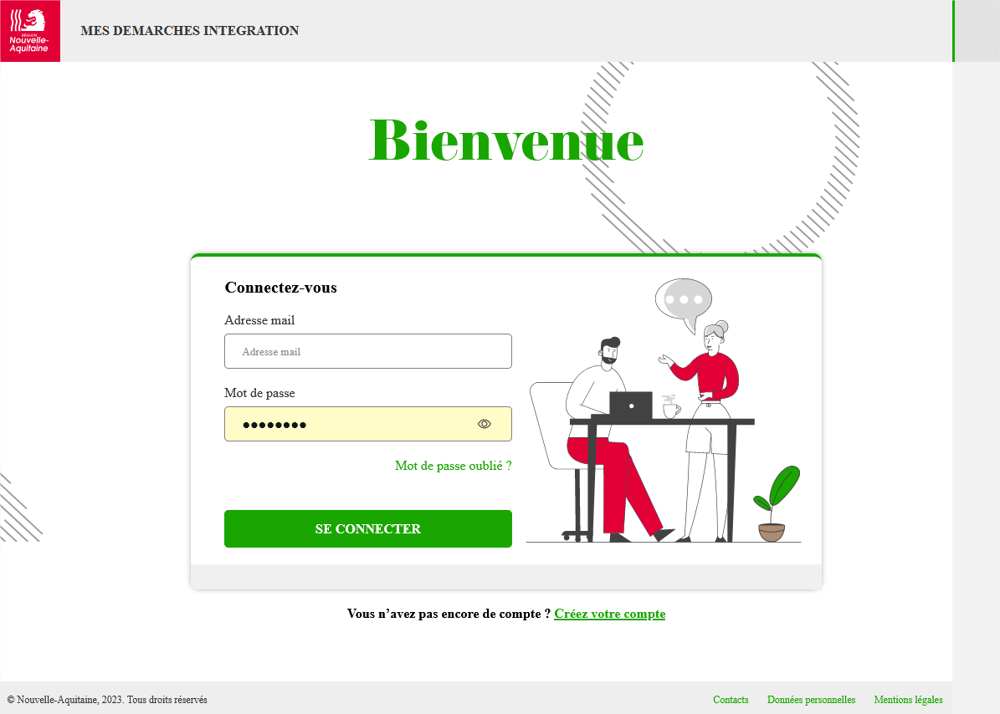 RÉGION
Nouvelle-
Aquitaine
MES DEMARCHES INTEGRATION
Bienvenue
Connectez-vous
Adresse mail
Adresse mail
Mot de passe
●●●●●●●●
Mot de passe oublié ?
SE CONNECTER
Vous n’avez pas encore de compte ? Créez votre compte
© Nouvelle-Aquitaine, 2023. Tous droits réservés
Contacts
Données personnelles
Mentions légales